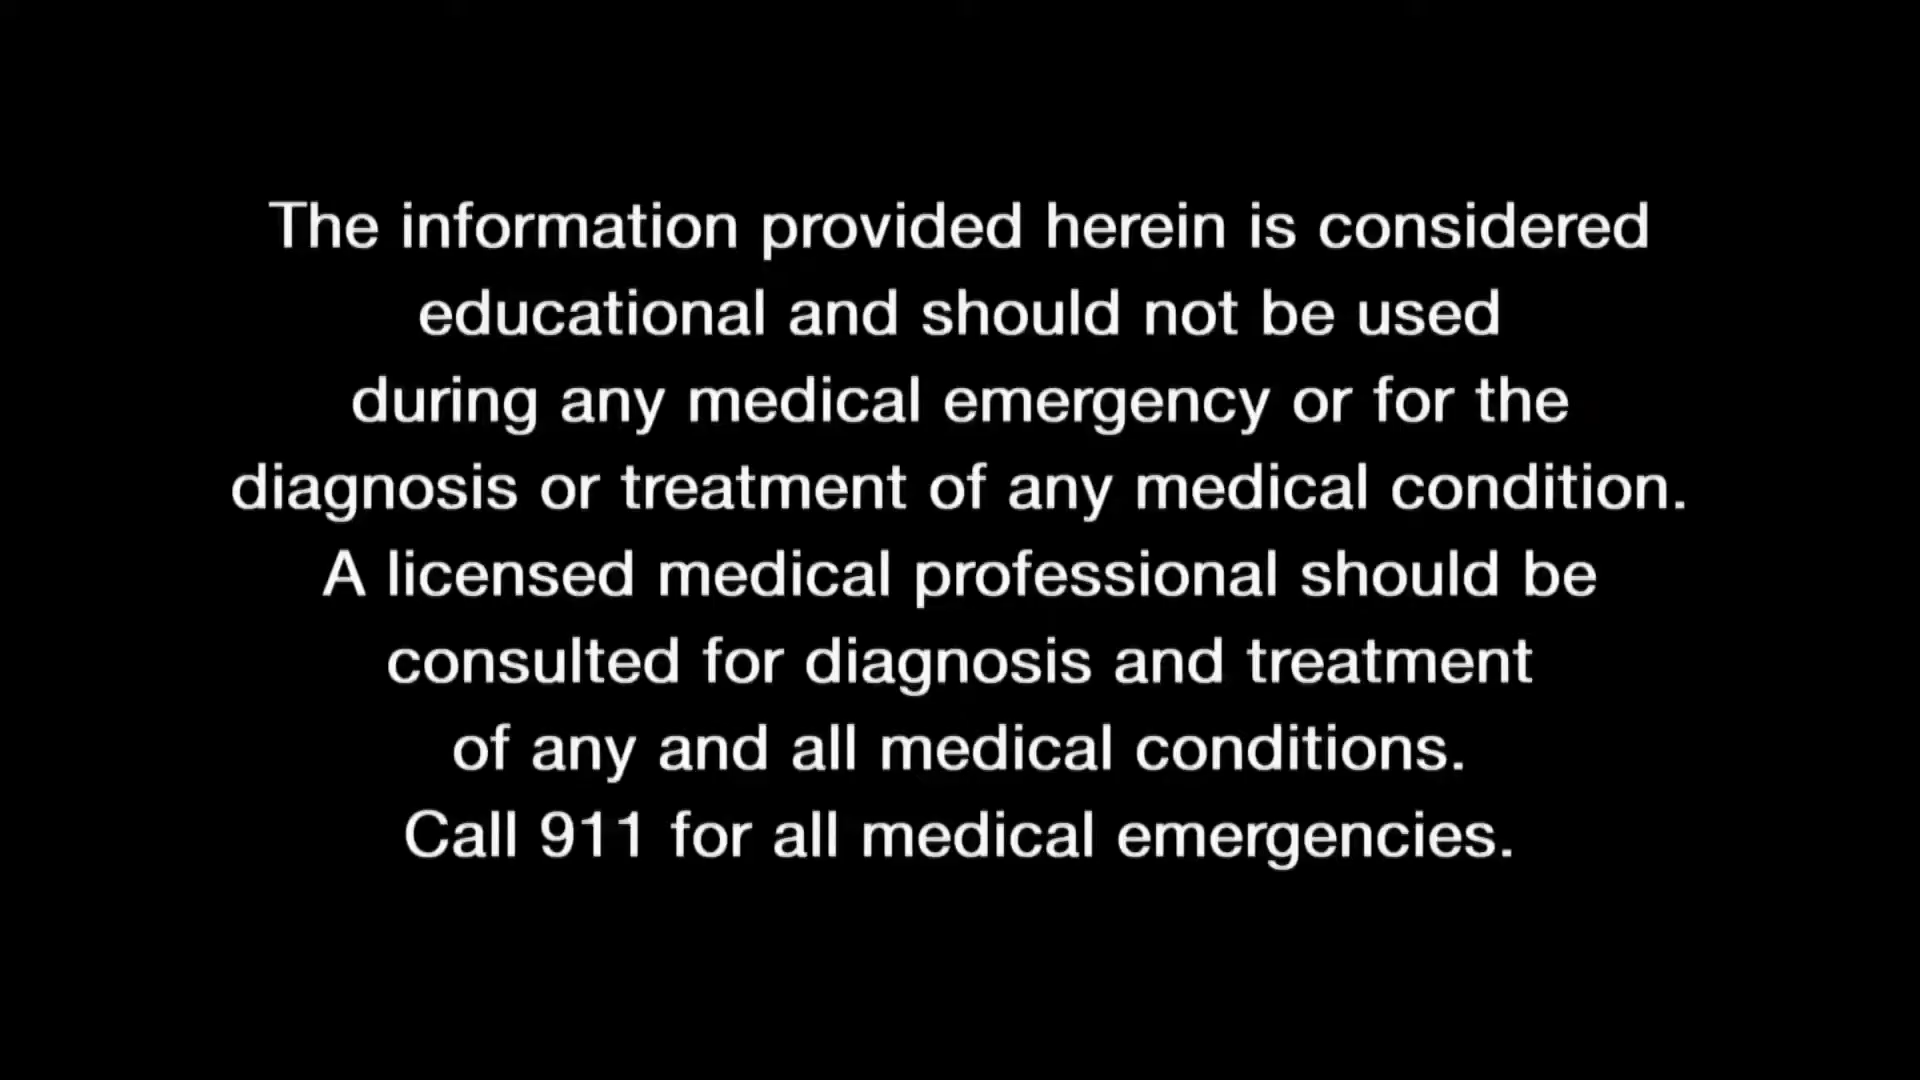 The information provided herein is considered
educational and should not be used
during any medical emergency or for the
diagnosis or treatment of any medical condition.
A licensed medical professional should be
consulted for diagnosis and treatment
of any and all medical conditions.
Call 911 for all medical emergencies.